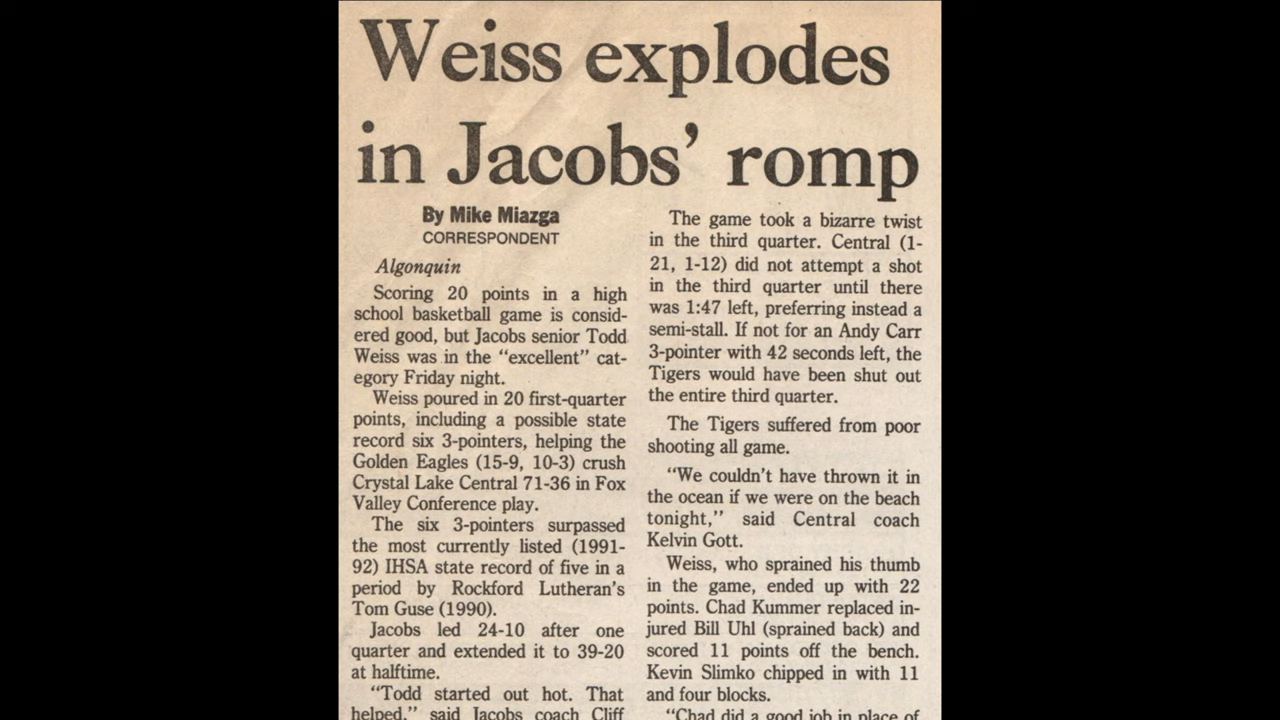 Weiss explodes
in Jacobs' romp
By Mike Miazga
CORRESPONDENT
Algonquin
Scoring 20 points in a high
school basketball game is consid-
ered good, but Jacobs senior Todd
Weiss was in the "excellent" cat-
egory Friday night.
Weiss poured in 20 first-quarter
points, including a possible state
record six 3-pointers, helping the
Golden Eagles (15-9, 10-3) crush
Crystal Lake Central 71-36 in Fox
Valley Conference play.
The six 3-pointers surpassed
the most currently listed (1991-
92) IHSA state record of five in a
period by Rockford Lutheran's
Tom Guse (1990).
Jacobs led 24-10 after one
quarter and extended it to 39-20
at halftime.
"Todd started out hot. That
helped," said Jacobs coach Cliff
The game took a bizarre twist
in the third quarter. Central (1-
21, 1-12) did not attempt a shot
in the third quarter until there
was 1:47 left, preferring instead a
semi-stall. If not for an Andy Carr
3-pointer with 42 seconds left, the
Tigers would have been shut out
the entire third quarter.
The Tigers suffered from poor
shooting all game.
"We couldn't have thrown it in
the ocean if we were on the beach
tonight," said Central coach
Kelvin Gott.
Weiss, who sprained his thumb
in the game, ended up with 22
points. Chad Kummer replaced in-
jured Bill Uhl (sprained back) and
scored 11 points off the bench.
Kevin Slimko chipped in with 11
and four blocks.
"Chad did a good job in place of